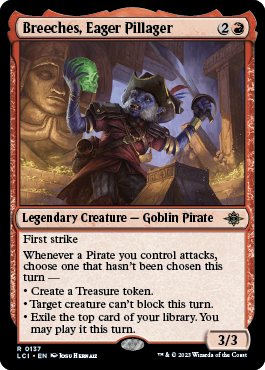 Breeches, Eager Pillager 2
Legendary Creature — Goblin Pirate
First strike
Whenever a Pirate you control attacks,
choose one that hasn't been chosen this
turn —
• Create a Treasure token.
• Target creature can't block this turn.
• Exile the top card of your library. You
may play it this turn.
3/3
R 0137
LCI • EN Josu Hernaiz
™ & © 2023 Wizards of the Coast